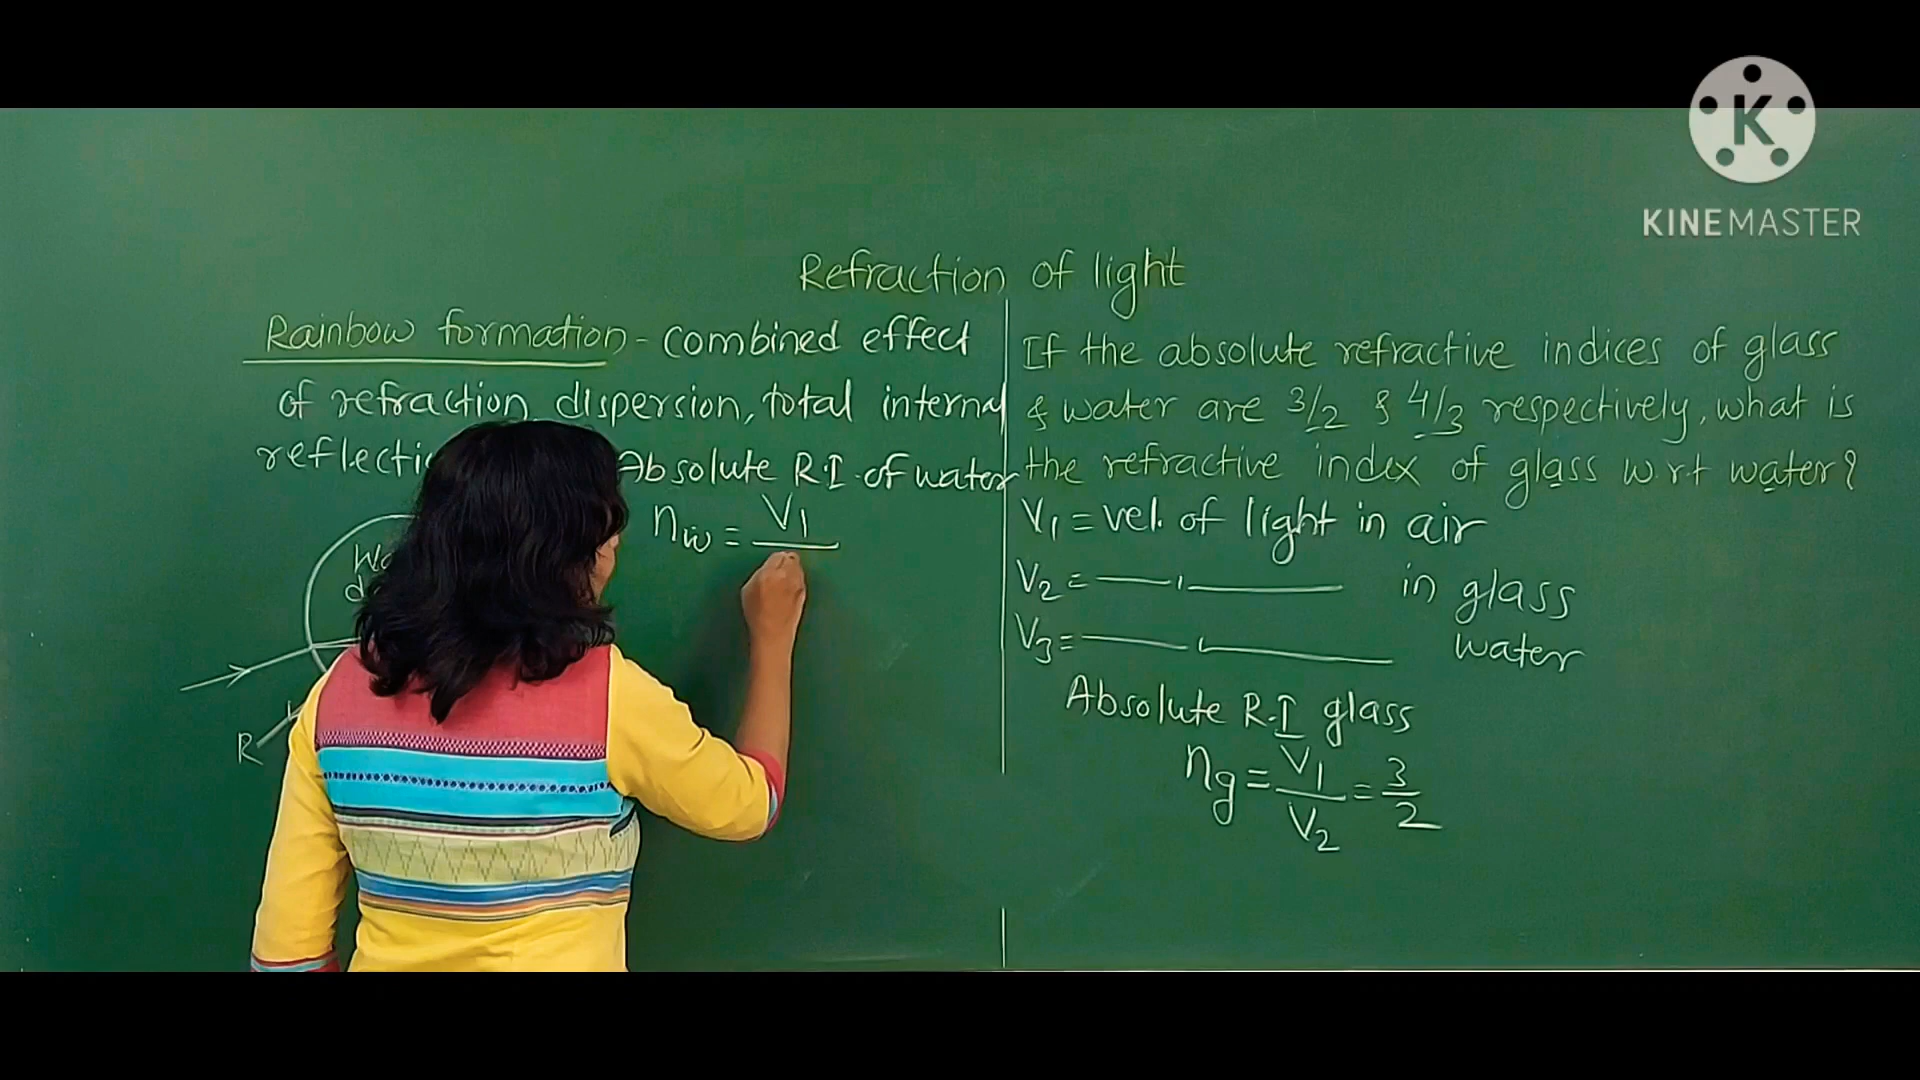 K
KINEMASTER
Refraction of light
Rainbow formation - combined effect
of refraction, dispersion, total internal
Absolute R.I. of water
nw = V1
R
If the absolute refractive indices of glass
& water are 3/2 & 4/3 respectively, what is
the refractive index of glass w.r.t water?
V1 = vel. of light in air
V2 = —— ı —— in glass
V3 = —— ı —— water
Absolute R.I glass
ng = V1/V2 = 3/2